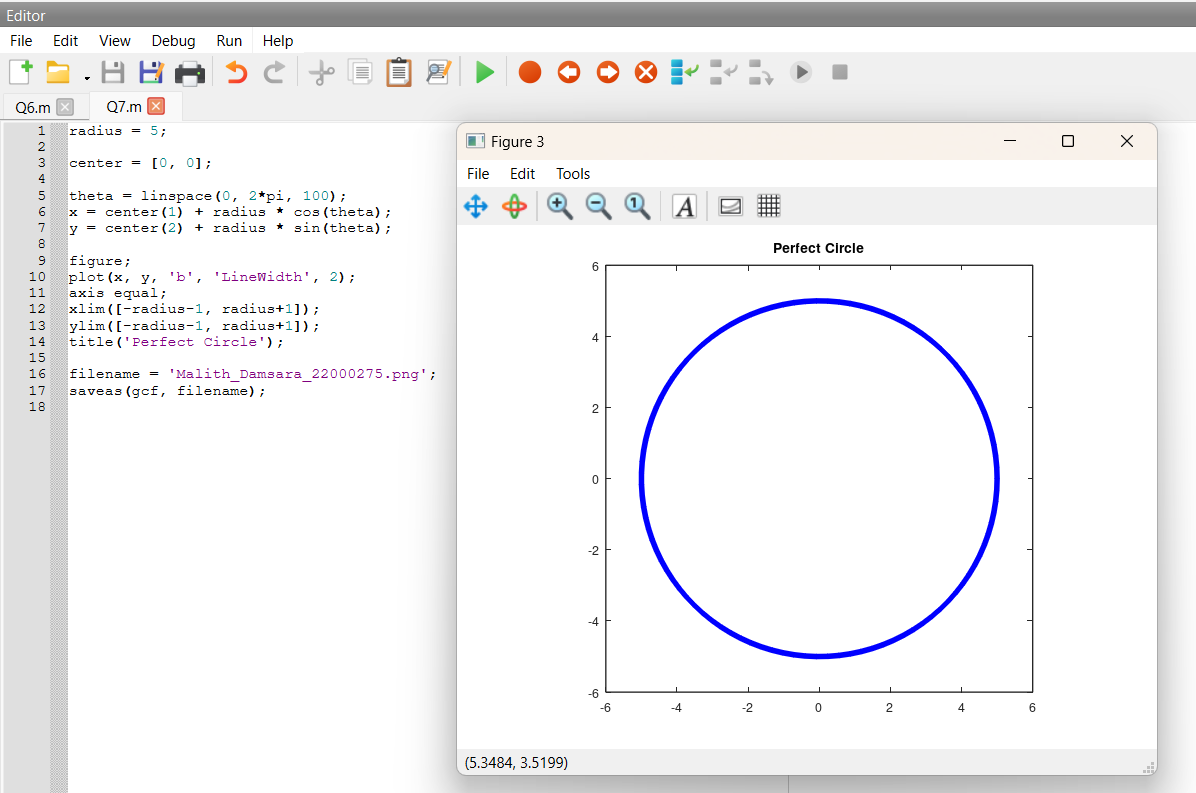 Editor
File Edit View Debug Run Help
Q6.m Q7.m
1 radius = 5;
2
3 center = [0, 0];
4
5 theta = linspace(0, 2*pi, 100);
6 x = center(1) + radius * cos(theta);
7 y = center(2) + radius * sin(theta);
8
9 figure;
10 plot(x, y, 'b', 'LineWidth', 2);
11 axis equal;
12 xlim([-radius-1, radius+1]);
13 ylim([-radius-1, radius+1]);
14 title('Perfect Circle');
15
16 filename = 'Malith_Damsara_22000275.png';
17 saveas(gcf, filename);
18
Figure 3
File Edit Tools
1 A
Perfect Circle
6
4
2
0
-2
-4
-6
-6 -4 -2 0 2 4 6
(5.3484, 3.5199)